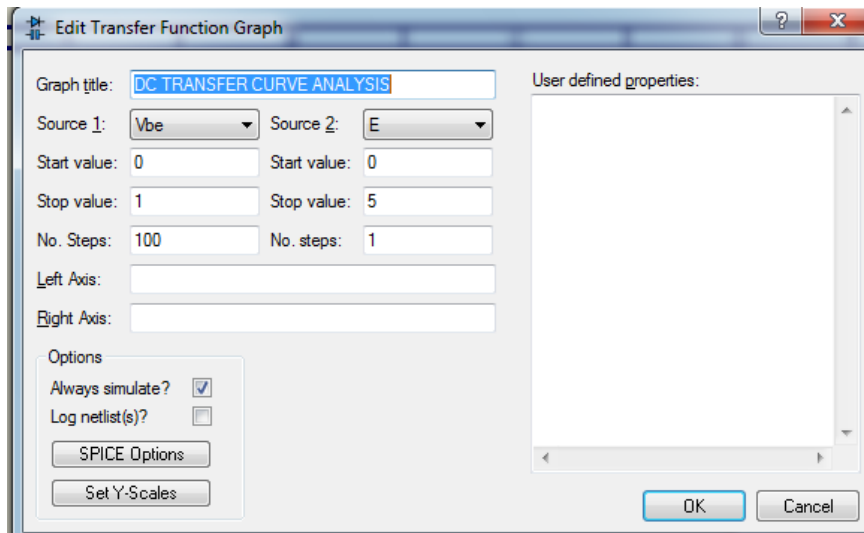 Edit Transfer Function Graph
? X
Graph title: DC TRANSFER CURVE ANALYSIS
User defined properties:
Source 1: Vbe Source 2: E
Start value: 0 Start value: 0
Stop value: 1 Stop value: 5
No. Steps: 100 No. steps: 1
Left Axis:
Right Axis:
Options
Always simulate?
Log netlist(s)?
SPICE Options
Set Y-Scales
OK Cancel